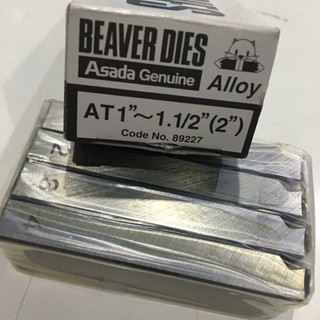 BEAVER DIES
Asada Genuine
Alloy
AT1"~1.1/2"(2")
Code No. 89227